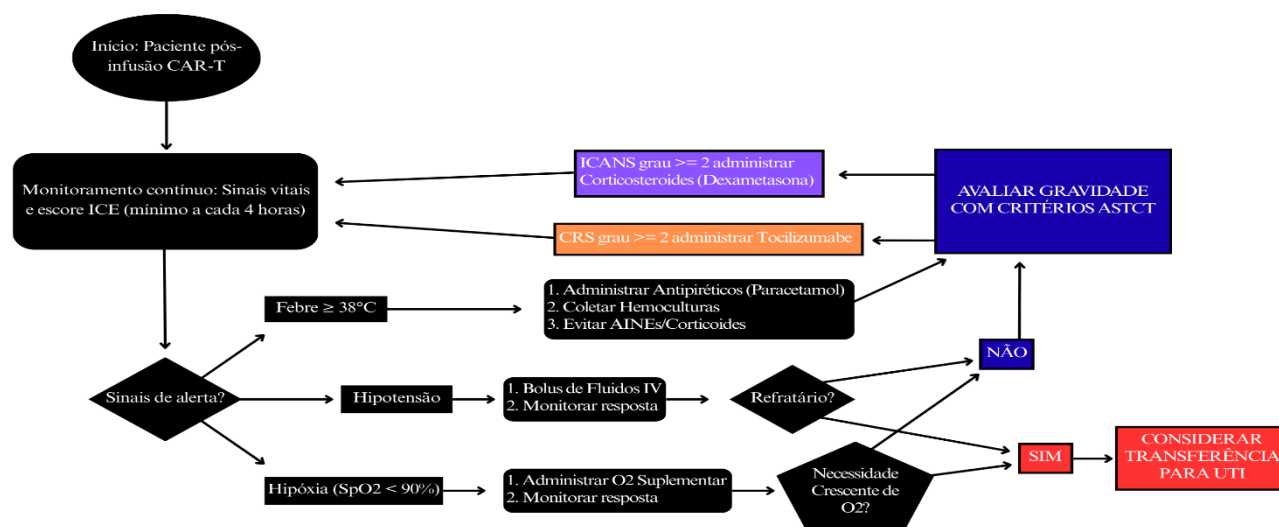 Início: Paciente pós-
infusão CAR-T
Monitoramento contínuo: Sinais vitais
e escore ICE (mínimo a cada 4 horas)
ICANS grau >= 2 administrar
Corticosteroides (Dexametasona)
CRS grau >= 2 administrar Tocilizumabe
AVALIAR GRAVIDADE
COM CRITÉRIOS ASTCT
Febre ≥ 38°C
1. Administrar Antipiréticos (Paracetamol)
2. Coletar Hemoculturas
3. Evitar AINEs/Corticoides
NÃO
Sinais de alerta?
Hipotensão
1. Bolus de Fluidos IV
2. Monitorar resposta
Refratário?
Hipóxia (SpO2 < 90%)
1. Administrar O2 Suplementar
2. Monitorar resposta
Necessidade
Crescente de
O2?
SIM
CONSIDERAR
TRANSFERÊNCIA
PARA UTI